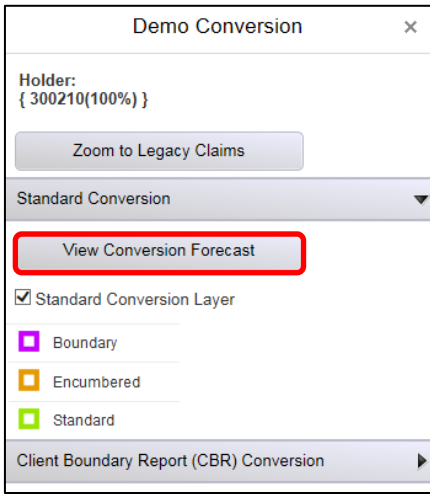 Demo Conversion
Holder:
{ 300210(100%) }
Zoom to Legacy Claims
Standard Conversion
View Conversion Forecast
Standard Conversion Layer
Boundary
Encumbered
Standard
Client Boundary Report (CBR) Conversion